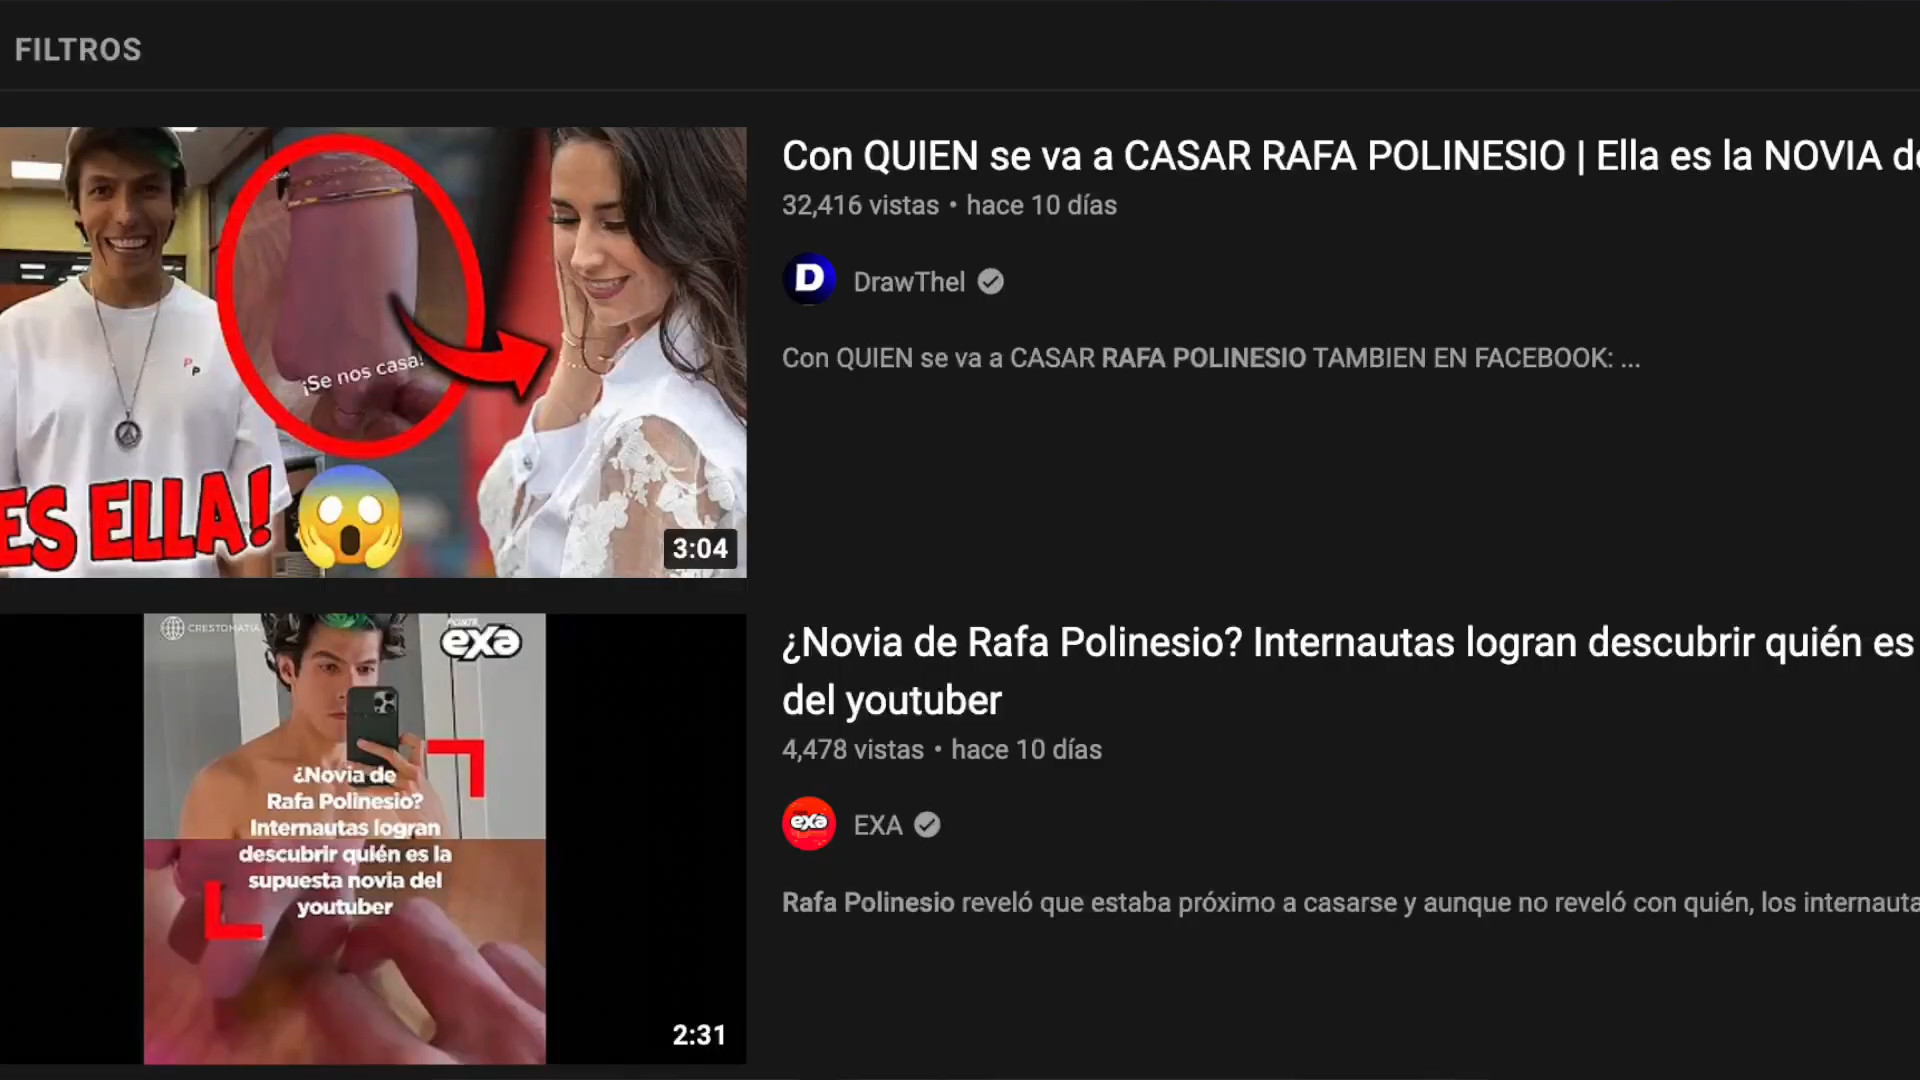 FILTROS
¡Se nos casa!
ES ELLA!
3:04
Con QUIEN se va a CASAR RAFA POLINESIO | Ella es la NOVIA de
32,416 vistas • hace 10 días
D
DrawThel
Con QUIEN se va a CASAR RAFA POLINESIO TAMBIEN EN FACEBOOK: ...
CRESTOMATIA
exa
¿Novia de
Rafa Polinesio?
Internautas logran
descubrir quién es la
supuesta novia del
youtuber
2:31
¿Novia de Rafa Polinesio? Internautas logran descubrir quién es
del youtuber
4,478 vistas • hace 10 días
exa
EXA
Rafa Polinesio reveló que estaba próximo a casarse y aunque no reveló con quién, los internauta